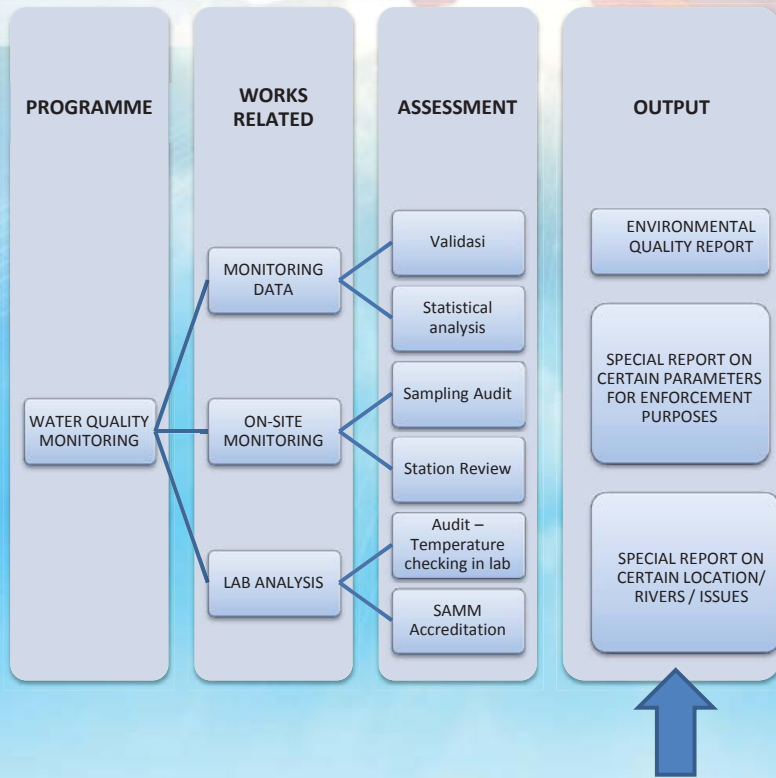 PROGRAMME
WORKS
RELATED
ASSESSMENT
OUTPUT
WATER QUALITY
MONITORING
MONITORING
DATA
ON-SITE
MONITORING
LAB ANALYSIS
Validasi
Statistical
analysis
Sampling Audit
Station Review
Audit –
Temperature
checking in lab
SAMM
Accreditation
ENVIRONMENTAL
QUALITY REPORT
SPECIAL REPORT ON
CERTAIN PARAMETERS
FOR ENFORCEMENT
PURPOSES
SPECIAL REPORT ON
CERTAIN LOCATION/
RIVERS / ISSUES